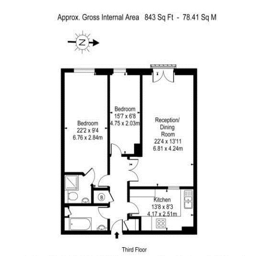 Approx. Gross Internal Area 843 Sq Ft - 78.41 Sq M
N
Bedroom
22'2 x 9'4
6.76 x 2.84m
Bedroom
15'7 x 6'8
4.75 x 2.03m
Reception/
Dining
Room
22'4 x 13'11
6.81 x 4.24m
Kitchen
13'8 x 8'3
4.17 x 2.51m
Third Floor